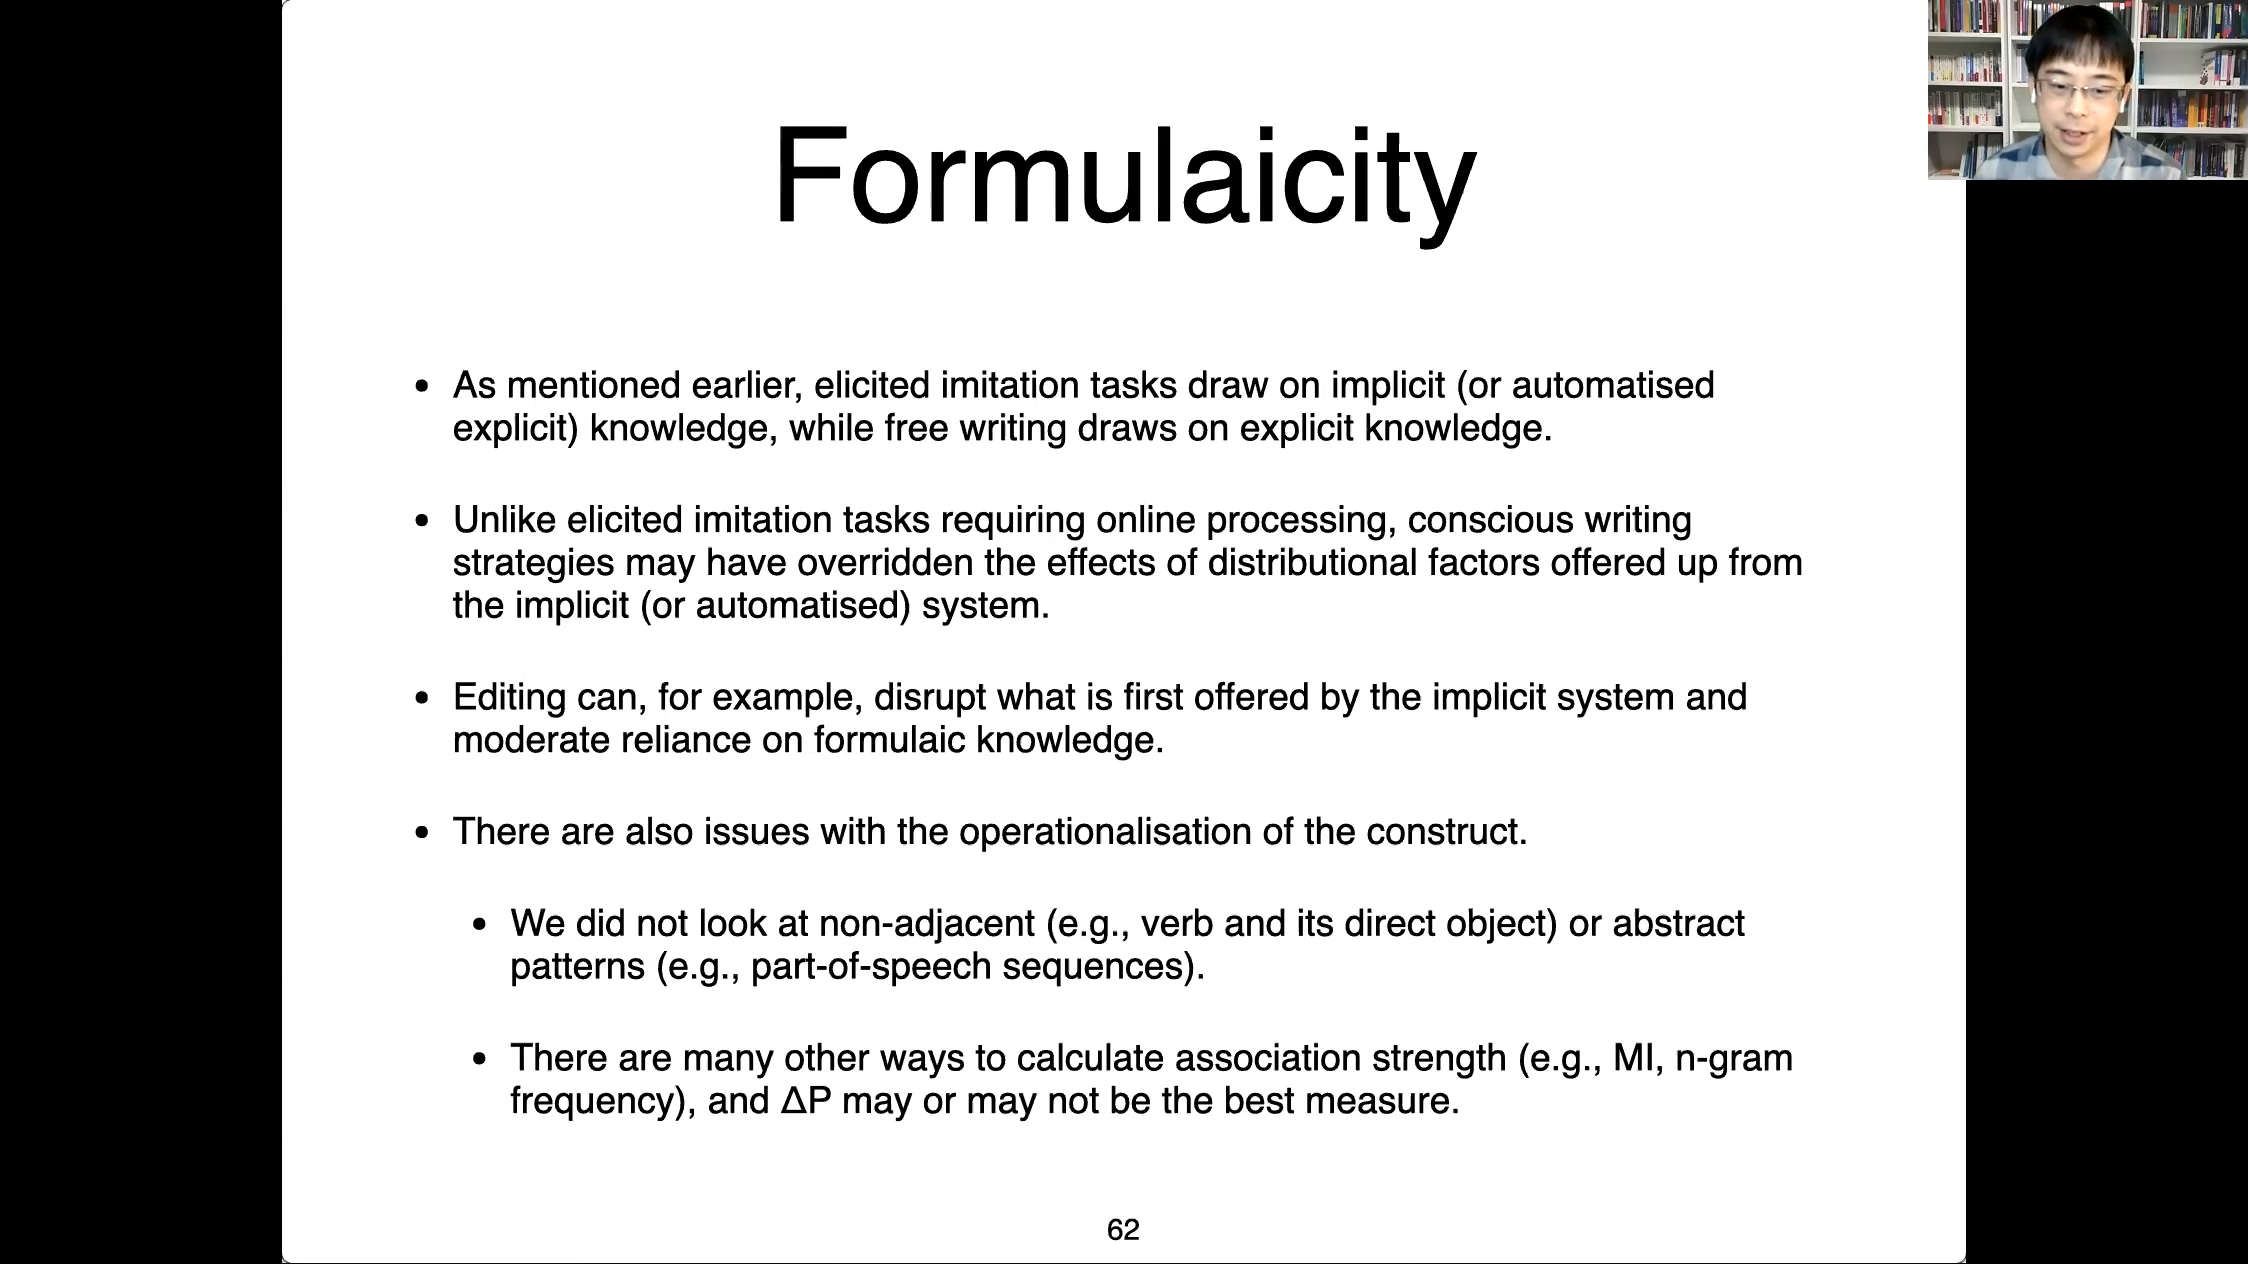 Formulaicity
• As mentioned earlier, elicited imitation tasks draw on implicit (or automatised
explicit) knowledge, while free writing draws on explicit knowledge.
• Unlike elicited imitation tasks requiring online processing, conscious writing
strategies may have overridden the effects of distributional factors offered up from
the implicit (or automatised) system.
• Editing can, for example, disrupt what is first offered by the implicit system and
moderate reliance on formulaic knowledge.
• There are also issues with the operationalisation of the construct.
• We did not look at non-adjacent (e.g., verb and its direct object) or abstract
patterns (e.g., part-of-speech sequences).
• There are many other ways to calculate association strength (e.g., MI, n-gram
frequency), and ΔP may or may not be the best measure.
62